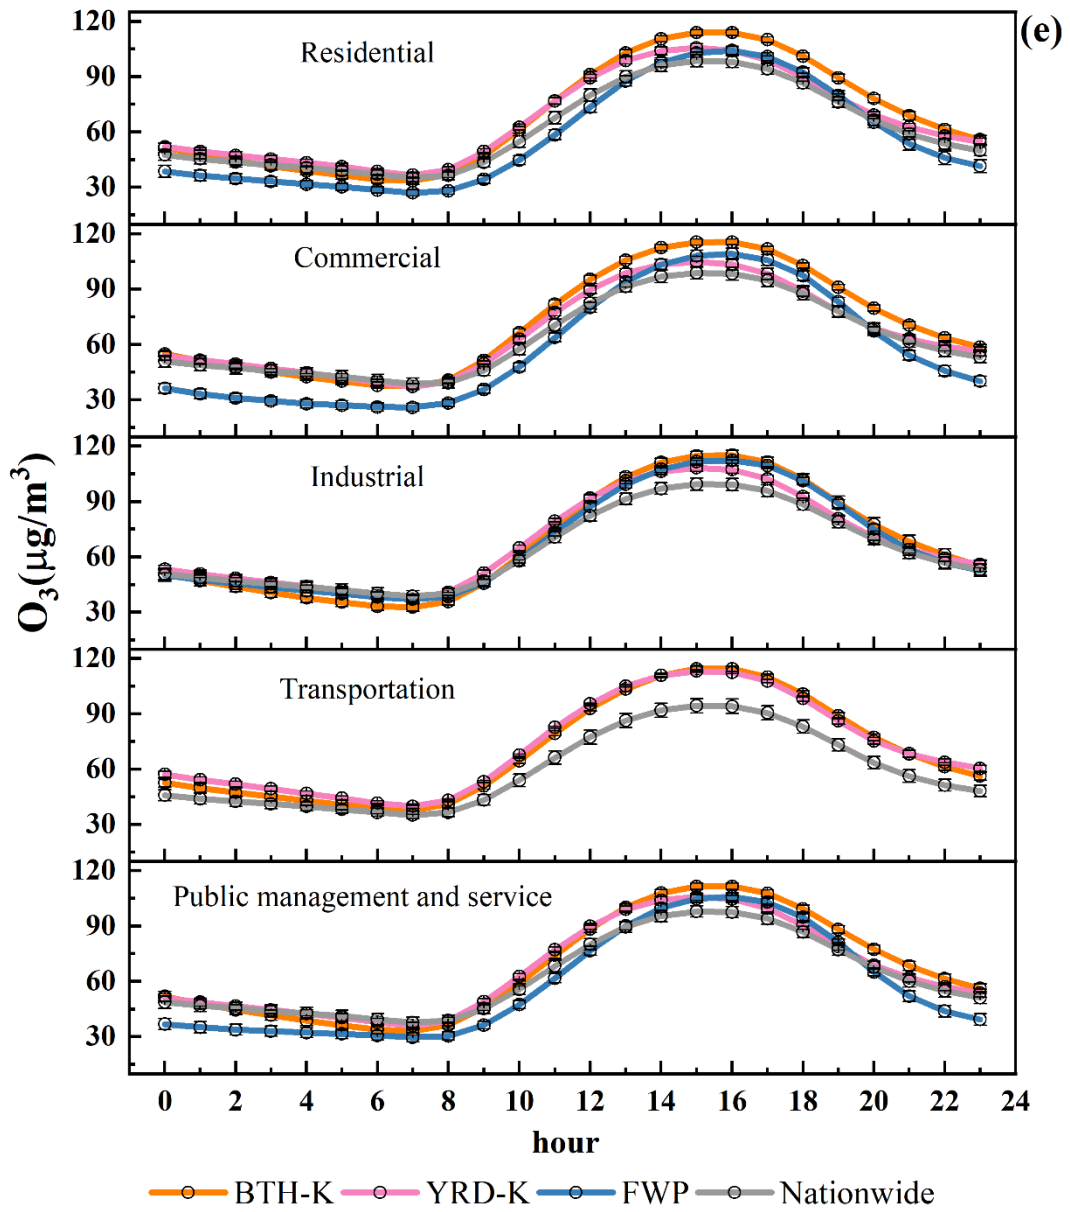 (e)
120
90
60
30
Residential
120
90
60
30
Commercial
120
90
60
30
Industrial
120
90
60
30
Transportation
120
90
60
30
Public management and service
O3(μg/m3)
0 2 4 6 8 10 12 14 16 18 20 22 24
hour
BTH-K YRD-K FWP Nationwide